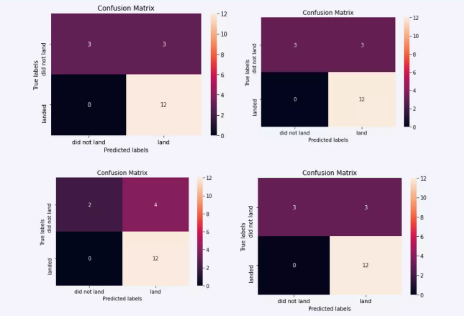 Confusion Matrix
True labels
did not land
landed
3 3
0 12
did not land land
Predicted labels
12
10
8
6
4
2
0
Confusion Matrix
True labels
did not land
landed
3 3
0 12
did not land land
Predicted labels
12
10
8
6
4
2
0
Confusion Matrix
True labels
did not land
landed
2 4
0 12
did not land land
Predicted labels
12
10
8
6
4
2
0
Confusion Matrix
True labels
did not land
landed
3 3
0 12
did not land land
Predicted labels
12
10
8
6
4
2
0